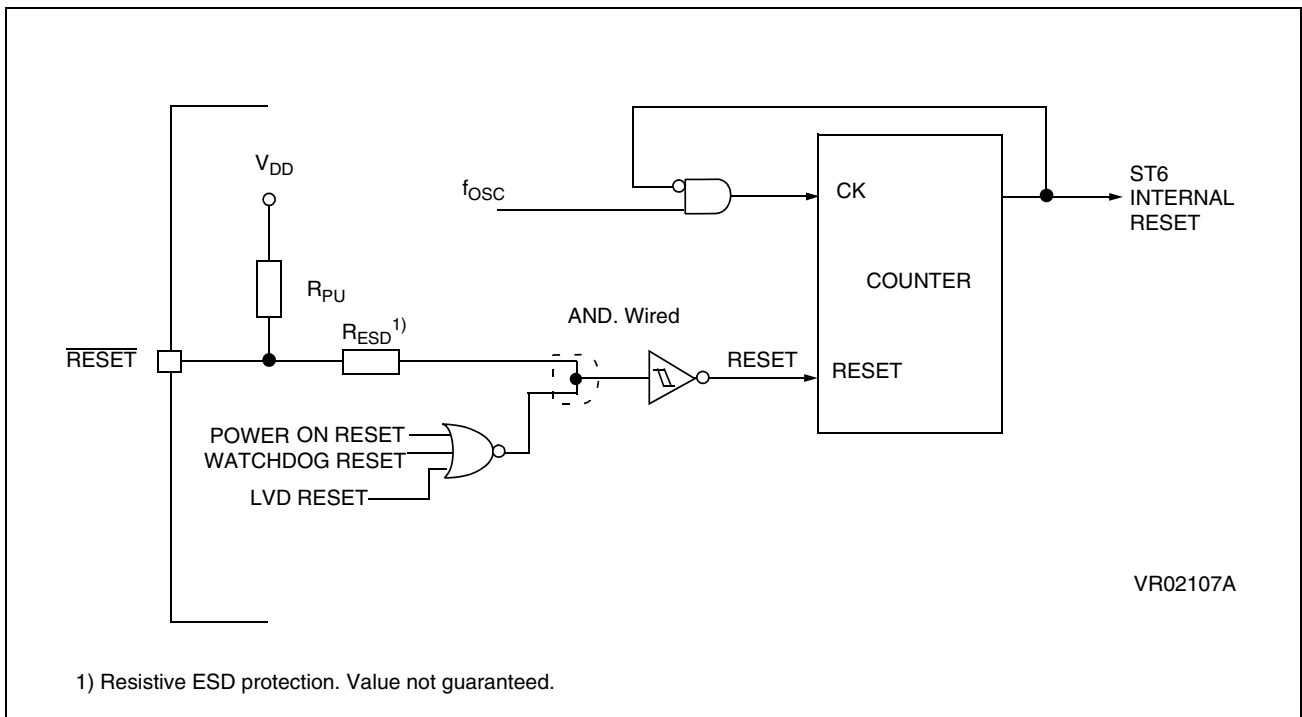 V_DD
f_OSC
ST6
INTERNAL
RESET
CK
COUNTER
R_PU
AND. Wired
R_ESD 1)
RESET
RESET
RESET
POWER ON RESET
WATCHDOG RESET
LVD RESET
VR02107A
1) Resistive ESD protection. Value not guaranteed.